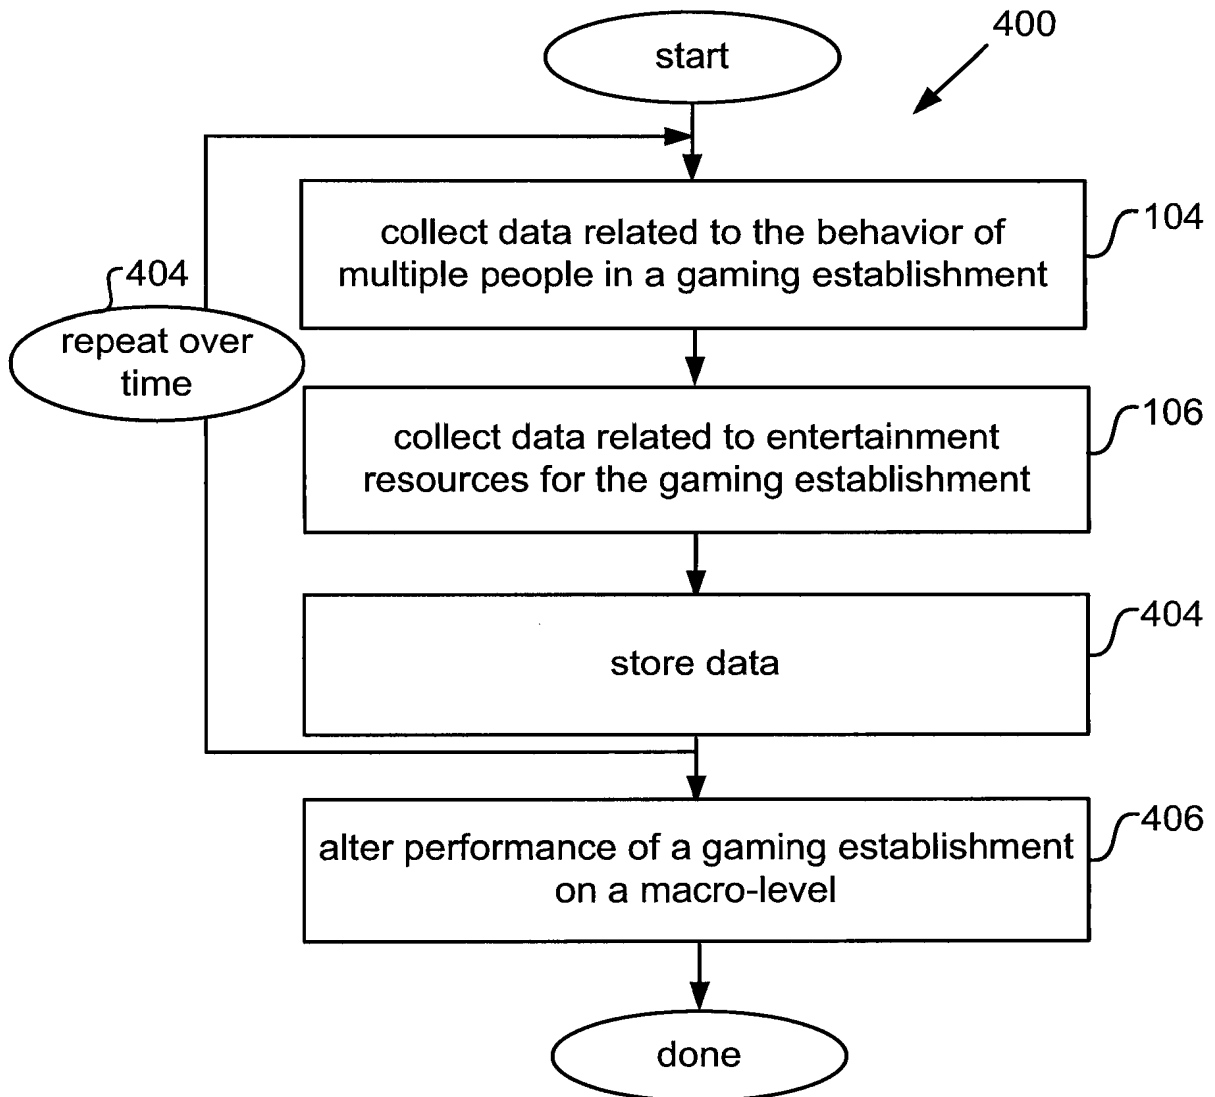 start
400
collect data related to the behavior of
multiple people in a gaming establishment
104
404
repeat over
time
collect data related to entertainment
resources for the gaming establishment
106
store data
404
alter performance of a gaming establishment
on a macro-level
406
done